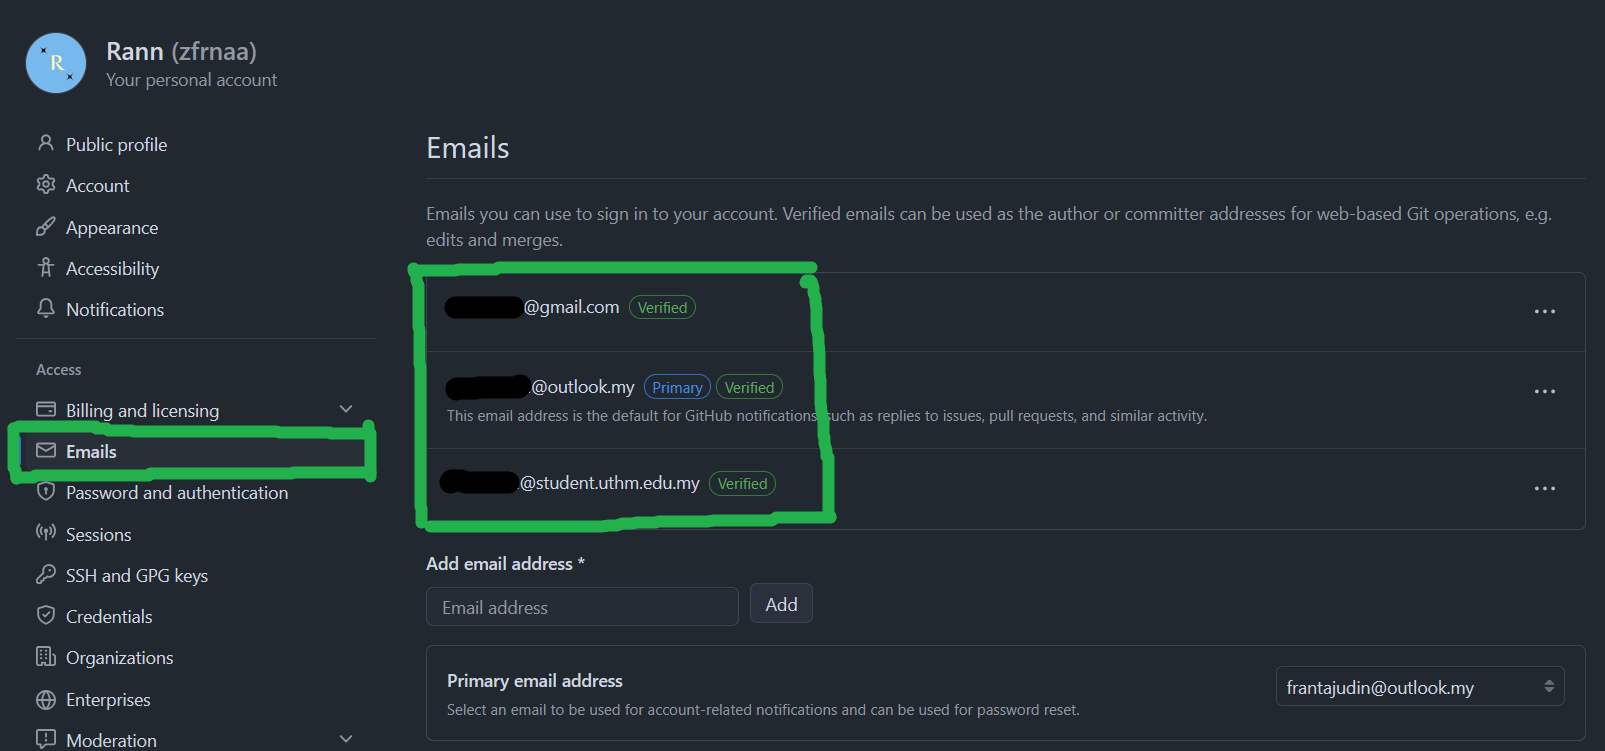 R
Rann (zfrnaa)
Your personal account
Public profile
Account
Appearance
Accessibility
Notifications
Access
Billing and licensing
Emails
Password and authentication
Sessions
SSH and GPG keys
Credentials
Organizations
Enterprises
Moderation
Emails
Emails you can use to sign in to your account. Verified emails can be used as the author or committer addresses for web-based Git operations, e.g.
edits and merges.
@gmail.com Verified
@outlook.my Primary Verified
This email address is the default for GitHub notifications, such as replies to issues, pull requests, and similar activity.
@student.uthm.edu.my Verified
Add email address *
Email address Add
Primary email address
Select an email to be used for account-related notifications and can be used for password reset.
frantajudin@outlook.my